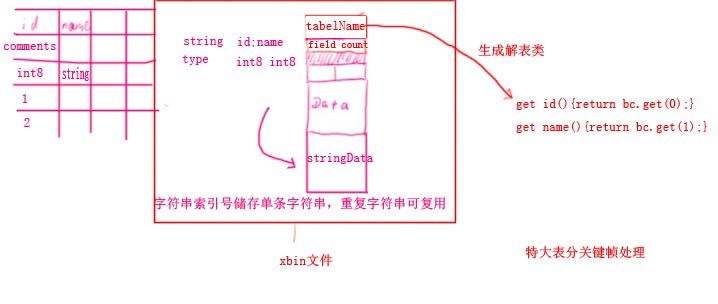 id name
comments
int8 string
1
2
string id;name
type int8 int8
tabelName
field count
Data
stringData
字符串索引号储存单条字符串，重复字符串可复用
xbin文件
生成解表类
get id(){return bc.get(0);}
get name(){return bc.get(1);}
特大表分关键帧处理